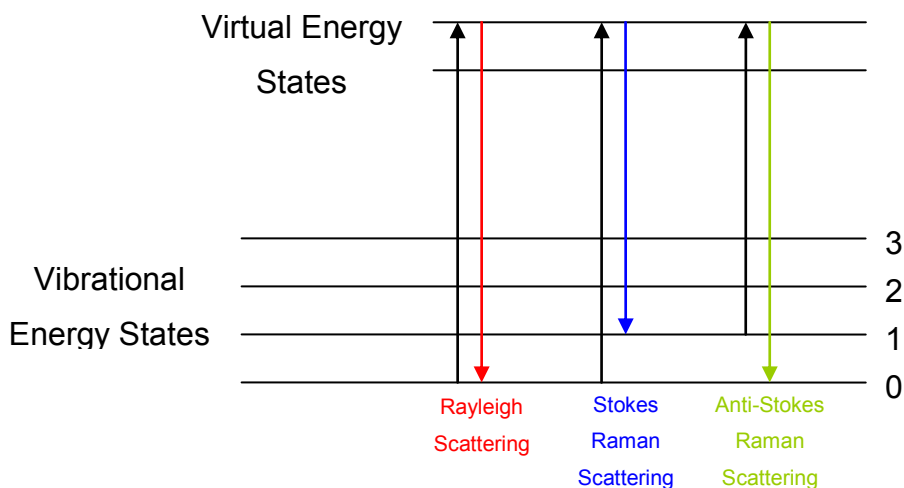 Virtual Energy
States
3
Vibrational
2
Energy States
1
0
Rayleigh
Scattering
Stokes
Raman
Scattering
Anti-Stokes
Raman
Scattering